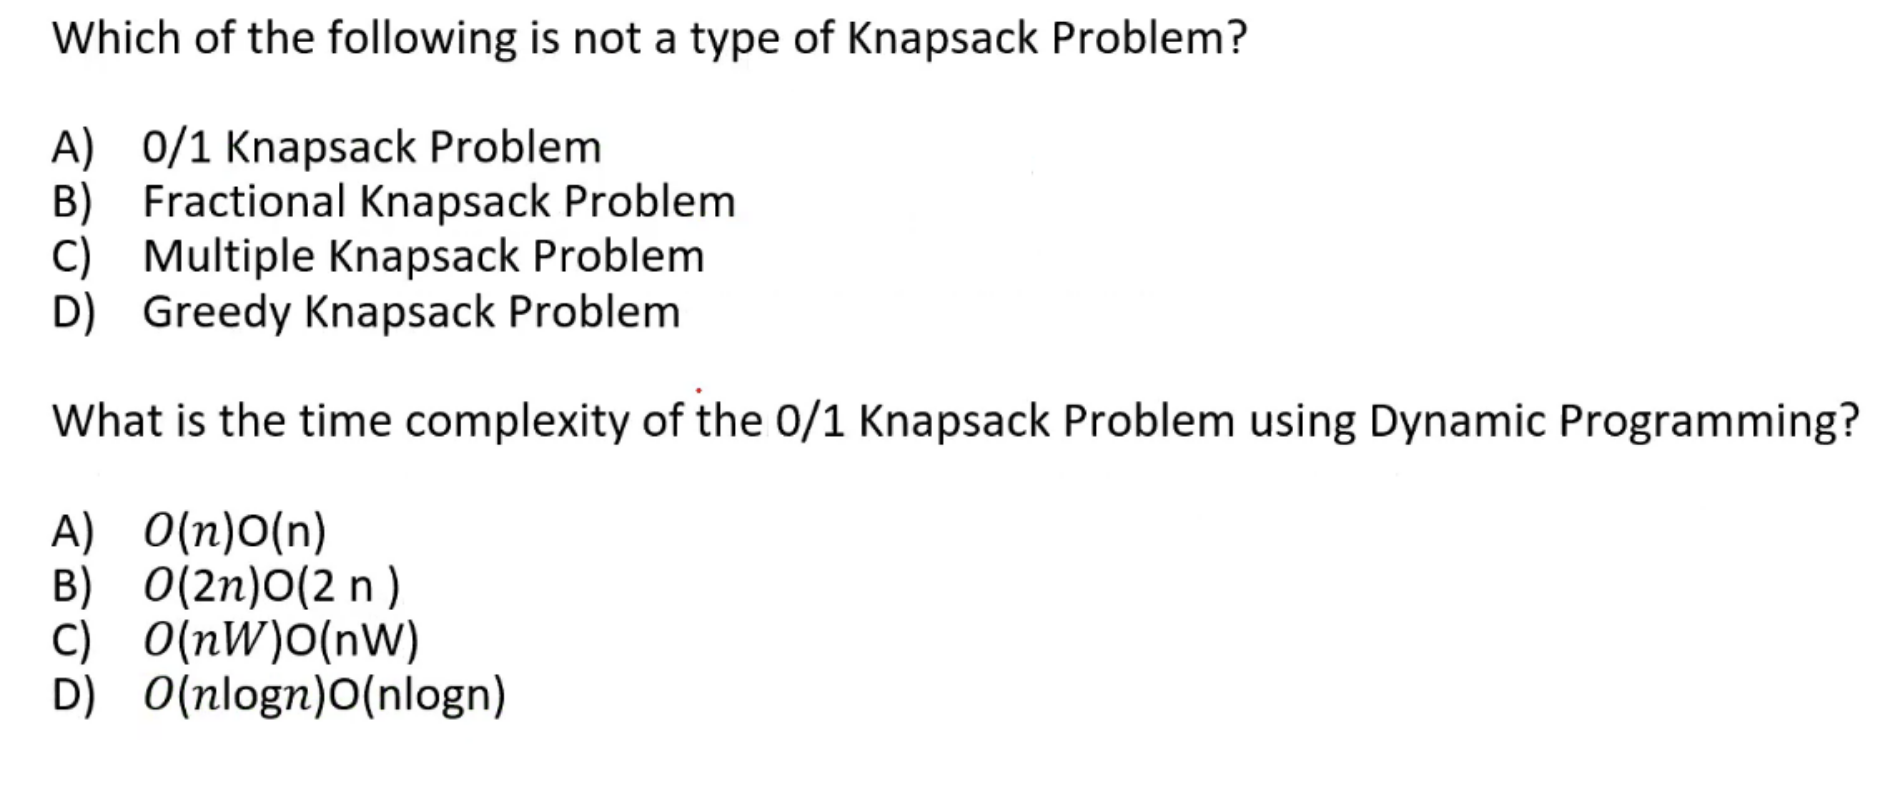 Which of the following is not a type of Knapsack Problem?
A) 0/1 Knapsack Problem
B) Fractional Knapsack Problem
C) Multiple Knapsack Problem
D) Greedy Knapsack Problem
What is the time complexity of the 0/1 Knapsack Problem using Dynamic Programming?
A) 𝑂(𝑛)O(n)
B) 𝑂(2𝑛)O(2 n )
C) 𝑂(𝑛𝑊)O(nW)
D) 𝑂(𝑛log𝑛)O(nlogn)